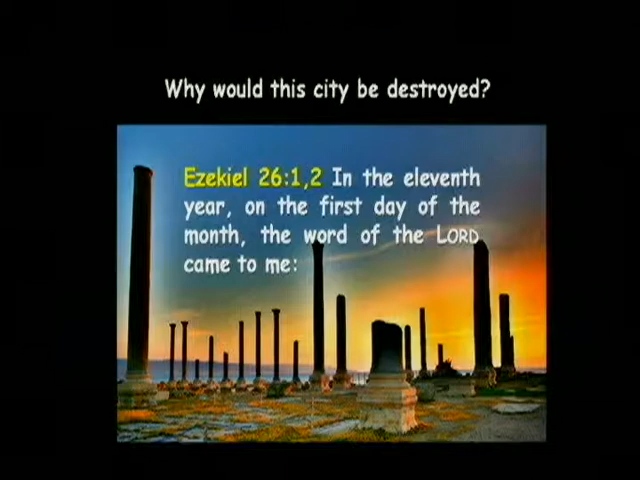 Why would this city be destroyed?
Ezekiel 26:1,2 In the eleventh
year, on the first day of the
month, the word of the LORD
came to me: